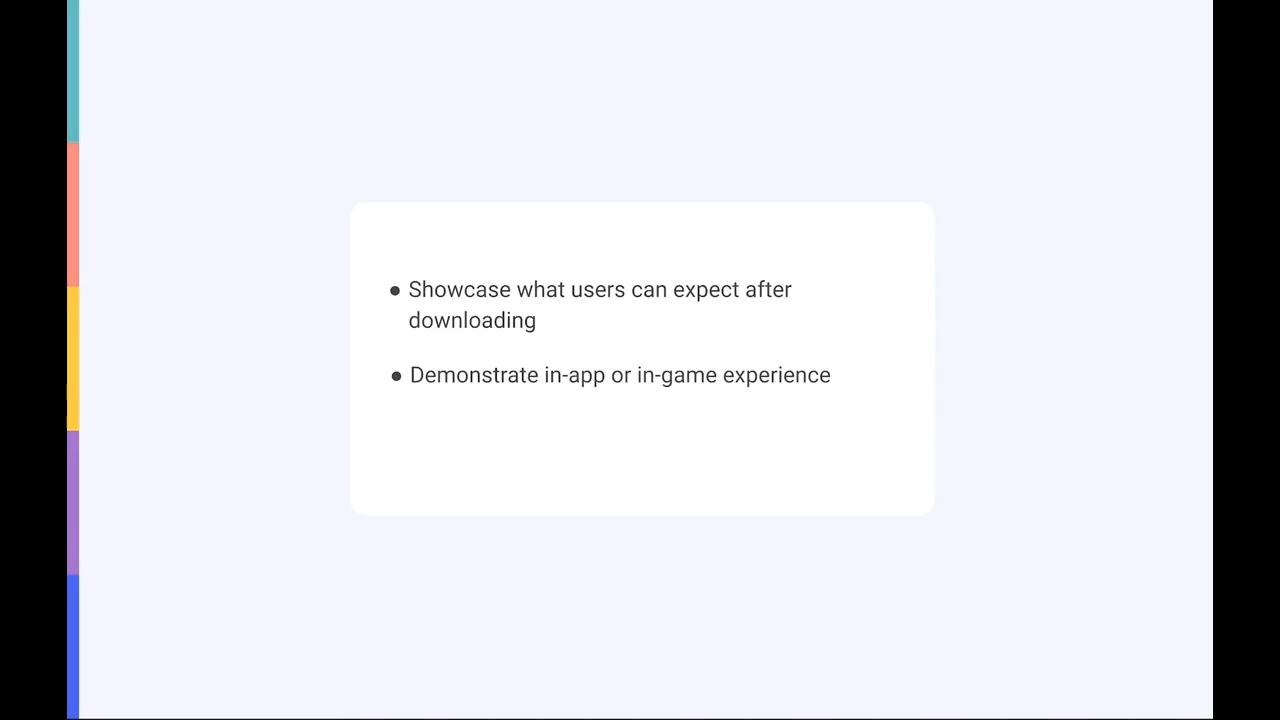 ● Showcase what users can expect after
downloading
● Demonstrate in-app or in-game experience